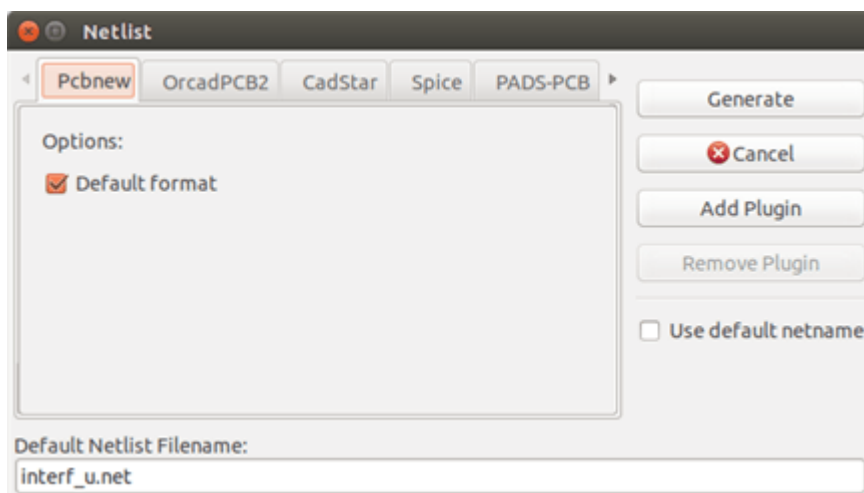 Netlist
Pcbnew OrcadPCB2 CadStar Spice PADS-PCB
Generate
Options:
Cancel
Default format
Add Plugin
Remove Plugin
Use default netname
Default Netlist Filename:
interf_u.net